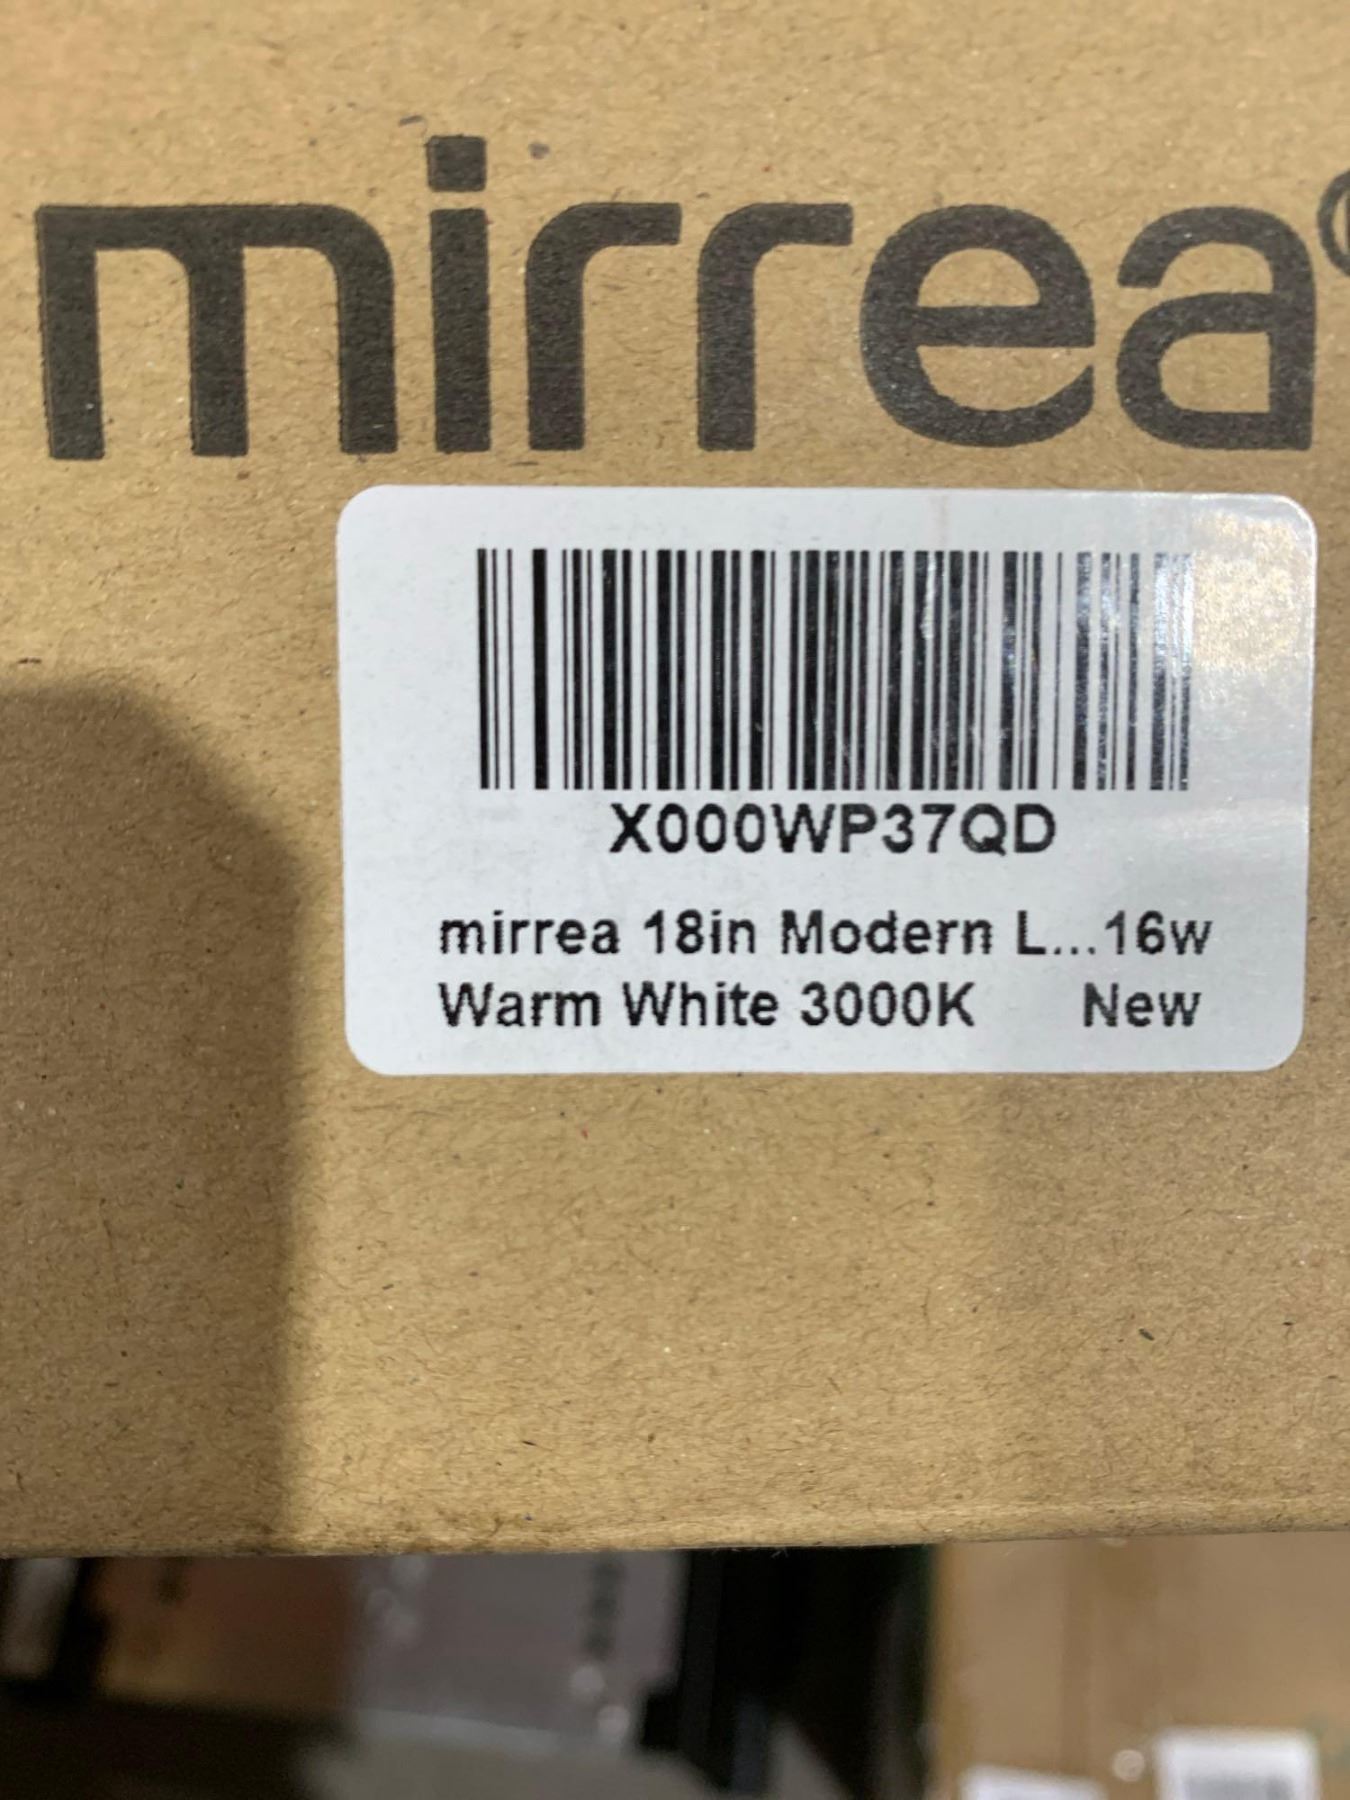 mirrea®
X000WP37QD
mirrea 18in Modern L...16w
Warm White 3000K New